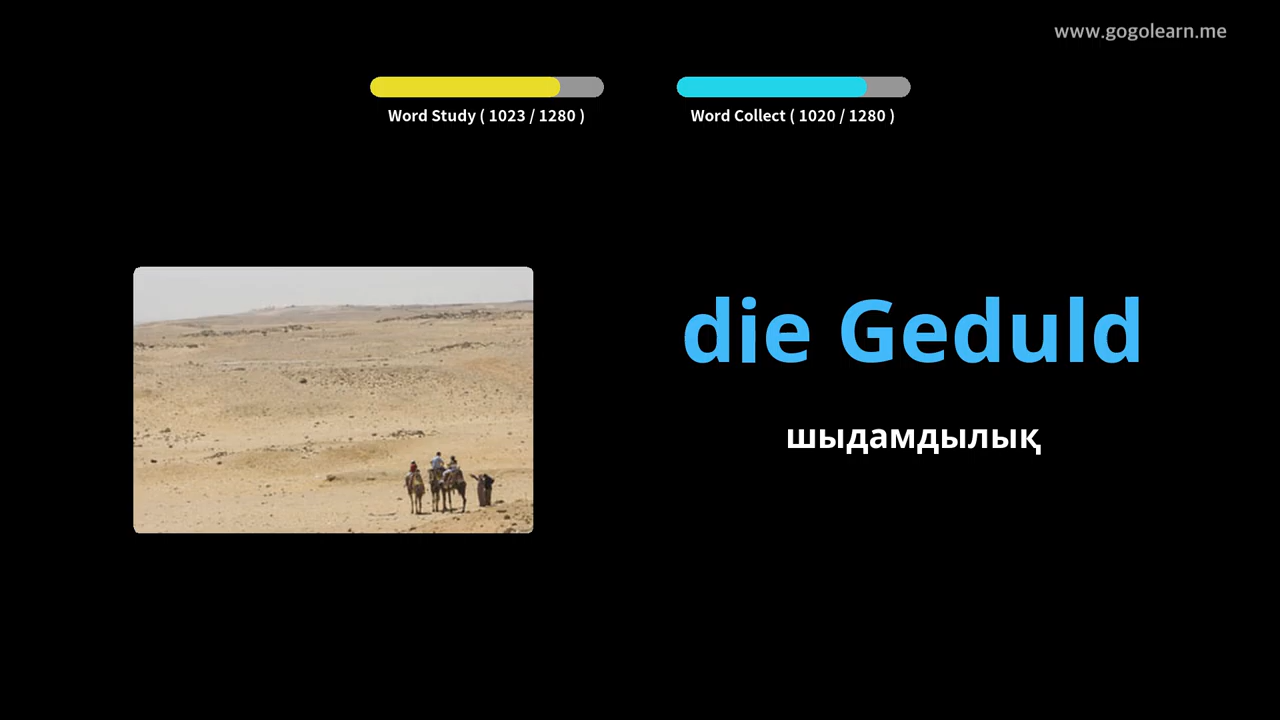 www.gogolearn.me
Word Study ( 1023 / 1280 )
Word Collect ( 1020 / 1280 )
die Geduld
шыдамдылық